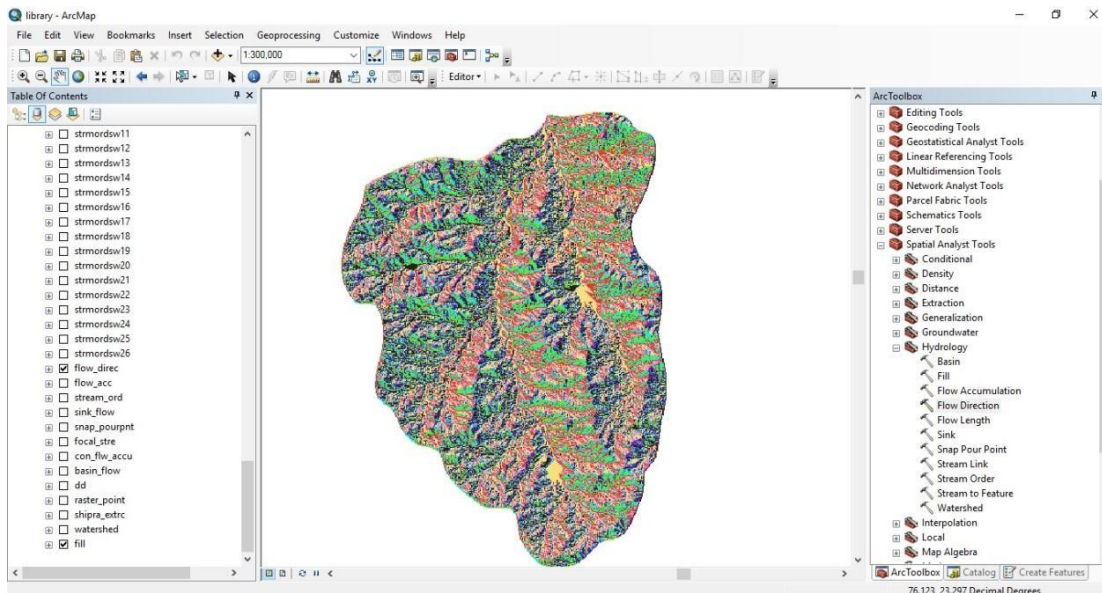 library - ArcMap
File Edit View Bookmarks Insert Selection Geoprocessing Customize Windows Help
1:300,000
Editor
Table Of Contents
strmordsw11
strmordsw12
strmordsw13
strmordsw14
strmordsw15
strmordsw16
strmordsw17
strmordsw18
strmordsw19
strmordsw20
strmordsw21
strmordsw22
strmordsw23
strmordsw24
strmordsw25
strmordsw26
flow_direc
flow_acc
stream_ord
sink_flow
snap_pourpnt
focal_stre
con_flw_accu
basin_flow
dd
raster_point
shipra_extrc
watershed
fill
ArcToolbox
Editing Tools
Geocoding Tools
Geostatistical Analyst Tools
Linear Referencing Tools
Multidimension Tools
Network Analyst Tools
Parcel Fabric Tools
Schematics Tools
Server Tools
Spatial Analyst Tools
Conditional
Density
Distance
Extraction
Generalization
Groundwater
Hydrology
Basin
Fill
Flow Accumulation
Flow Direction
Flow Length
Sink
Snap Pour Point
Stream Link
Stream Order
Stream to Feature
Watershed
Interpolation
Local
Map Algebra
ArcToolbox Catalog Create Features
76.123 23.297 Decimal Degrees